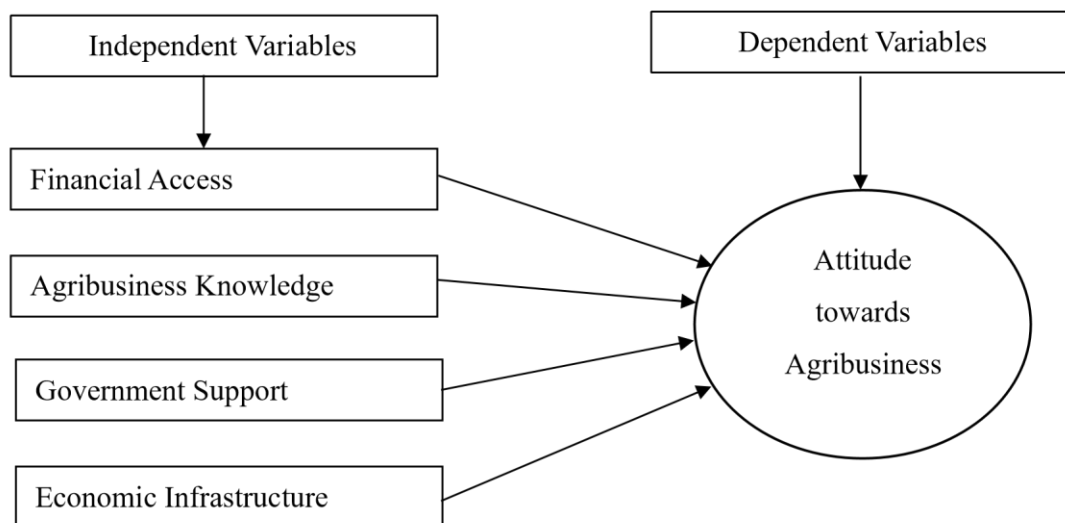 Independent Variables
Dependent Variables
Financial Access
Agribusiness Knowledge
Government Support
Economic Infrastructure
Attitude
towards
Agribusiness